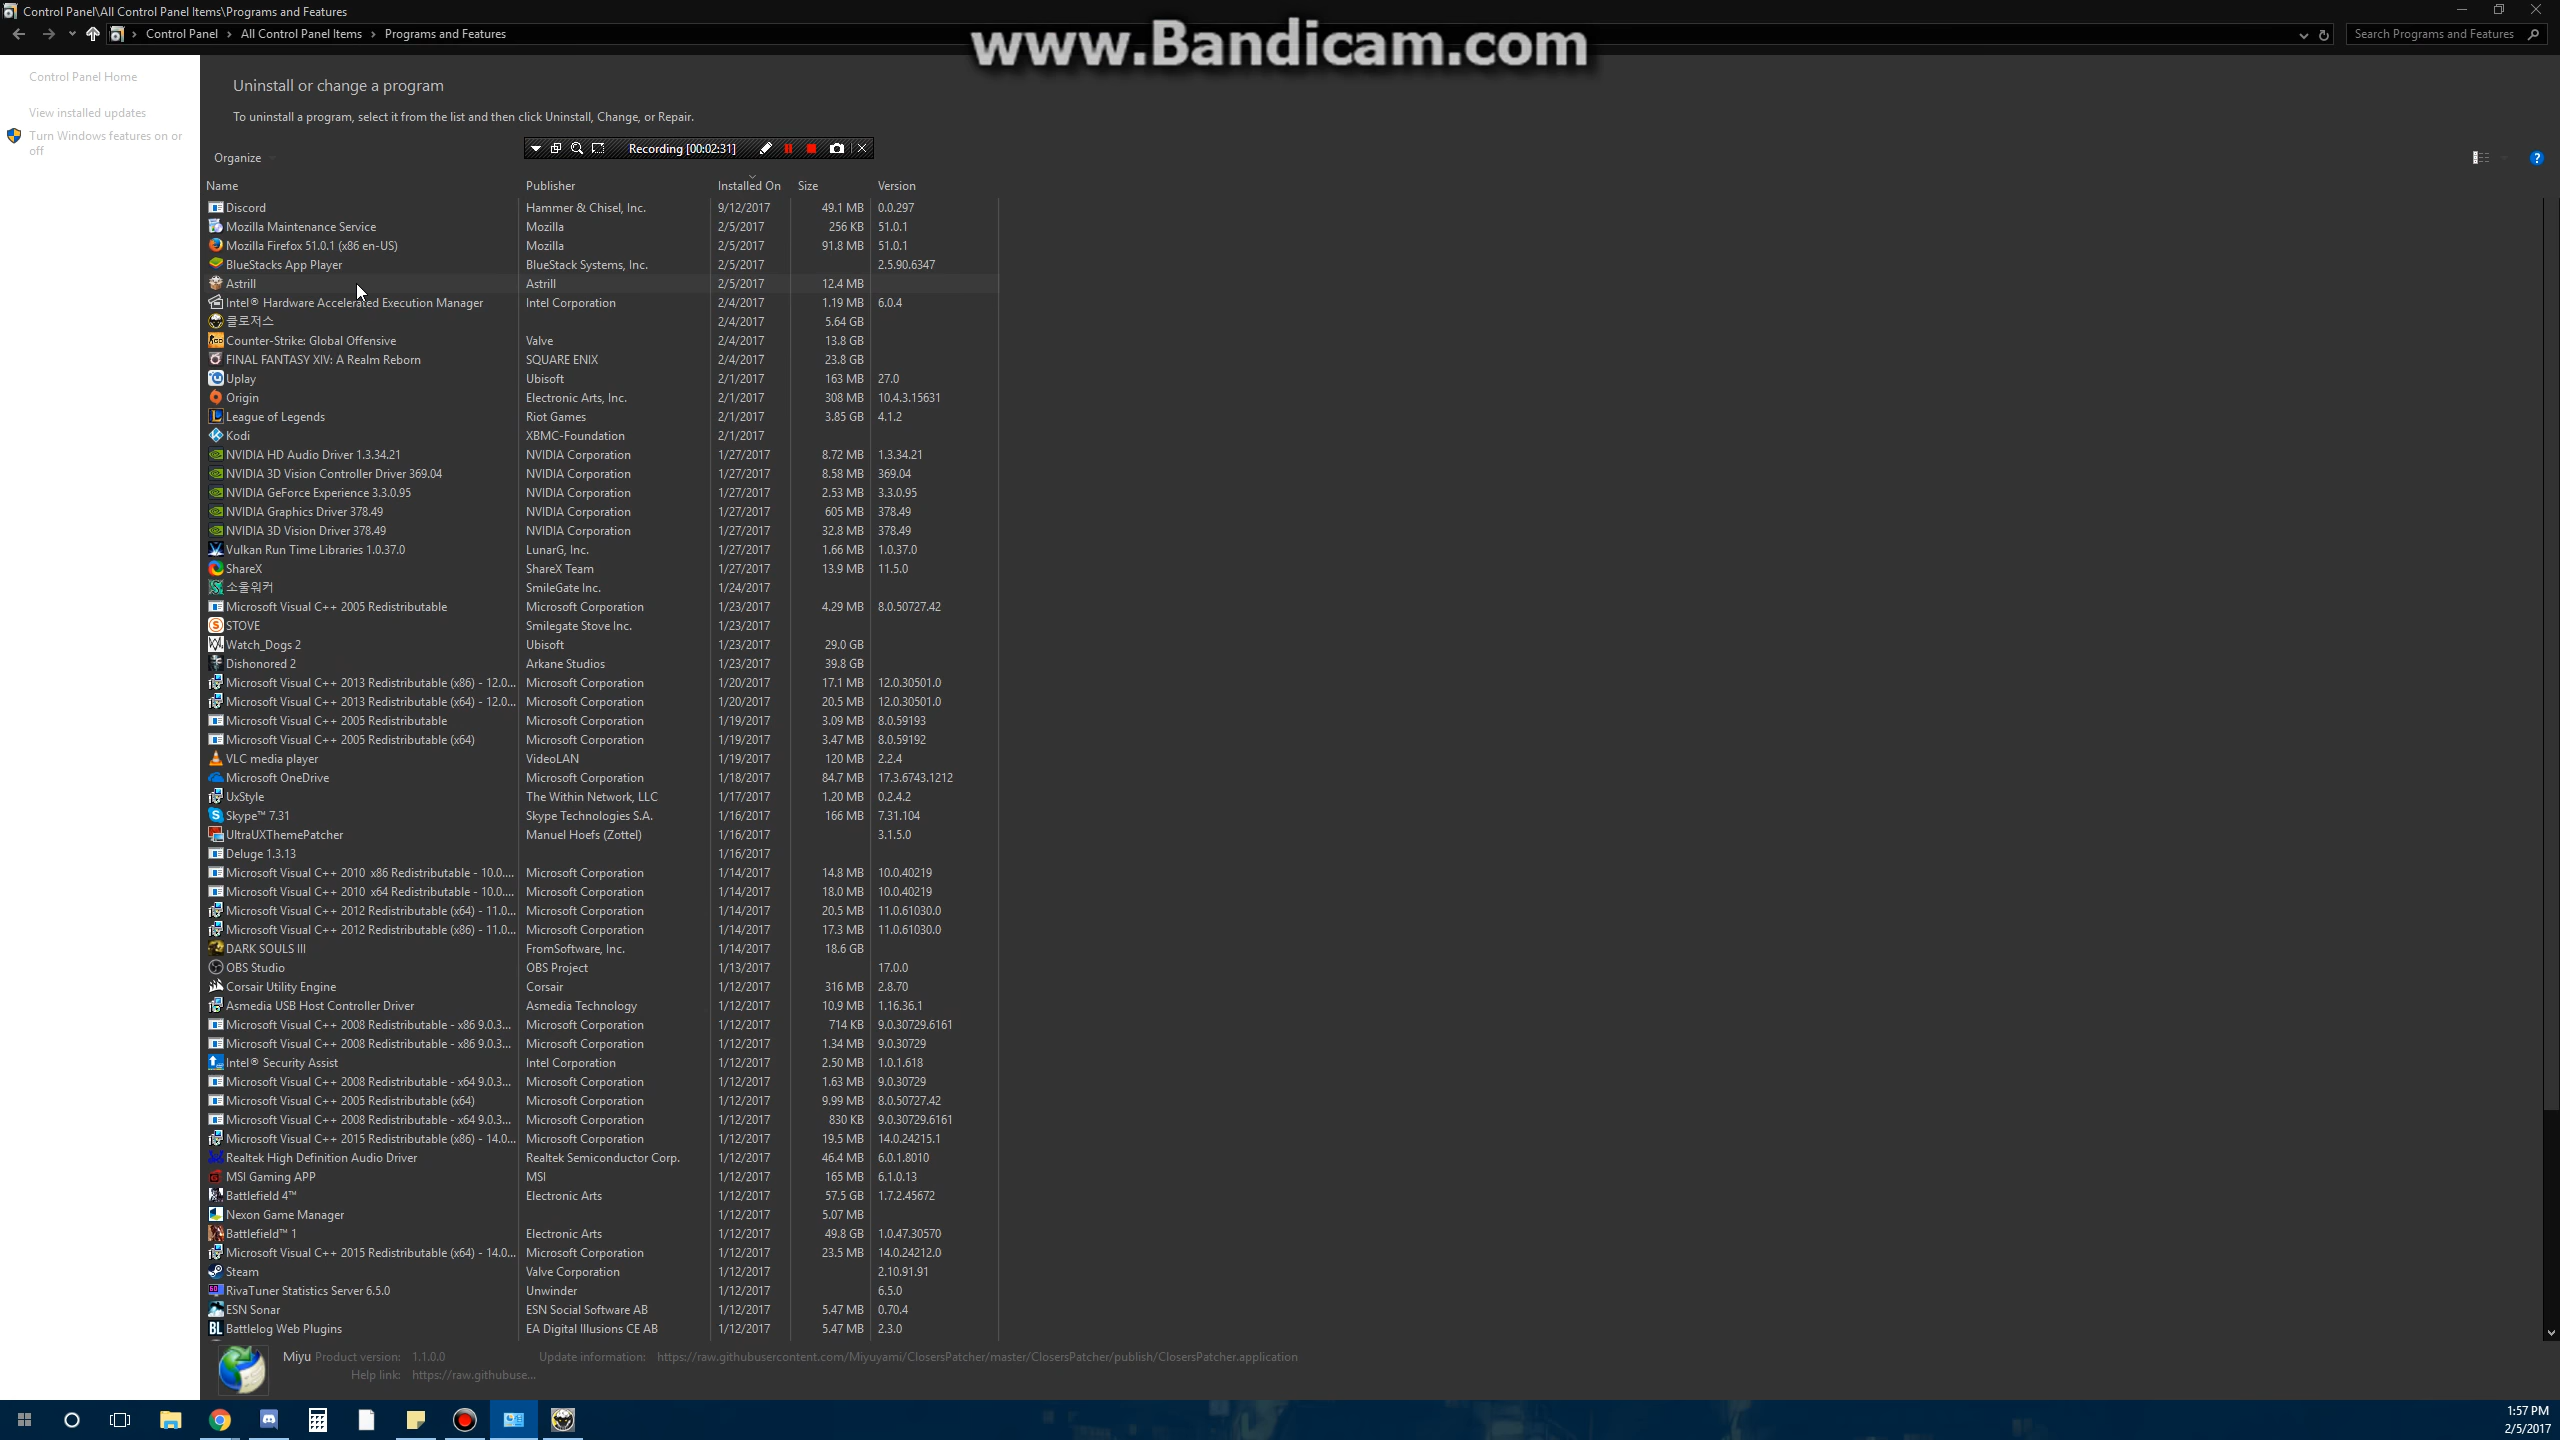 Control Panel\All Control Panel Items\Programs and Features
Control Panel › All Control Panel Items › Programs and Features
Search Programs and Features
www.Bandicam.com
Control Panel Home
View installed updates
Turn Windows features on or
off
Uninstall or change a program
To uninstall a program, select it from the list and then click Uninstall, Change, or Repair.
Recording [00:02:31]
Organize
Name Publisher Installed On Size Version
Discord Hammer & Chisel, Inc. 9/12/2017 49.1 MB 0.0.297
Mozilla Maintenance Service Mozilla 2/5/2017 256 KB 51.0.1
Mozilla Firefox 51.0.1 (x86 en-US) Mozilla 2/5/2017 91.8 MB 51.0.1
BlueStacks App Player BlueStack Systems, Inc. 2/5/2017 2.5.90.6347
Astrill Astrill 2/5/2017 12.4 MB
Intel® Hardware Accelerated Execution Manager Intel Corporation 2/4/2017 1.19 MB 6.0.4
클로저스 2/4/2017 5.64 GB
Counter-Strike: Global Offensive Valve 2/4/2017 13.8 GB
FINAL FANTASY XIV: A Realm Reborn SQUARE ENIX 2/4/2017 23.8 GB
Uplay Ubisoft 2/1/2017 163 MB 27.0
Origin Electronic Arts, Inc. 2/1/2017 308 MB 10.4.3.15631
League of Legends Riot Games 2/1/2017 3.85 GB 4.1.2
Kodi XBMC-Foundation 2/1/2017
NVIDIA HD Audio Driver 1.3.34.21 NVIDIA Corporation 1/27/2017 8.72 MB 1.3.34.21
NVIDIA 3D Vision Controller Driver 369.04 NVIDIA Corporation 1/27/2017 8.58 MB 369.04
NVIDIA GeForce Experience 3.3.0.95 NVIDIA Corporation 1/27/2017 2.53 MB 3.3.0.95
NVIDIA Graphics Driver 378.49 NVIDIA Corporation 1/27/2017 605 MB 378.49
NVIDIA 3D Vision Driver 378.49 NVIDIA Corporation 1/27/2017 32.8 MB 378.49
Vulkan Run Time Libraries 1.0.37.0 LunarG, Inc. 1/27/2017 1.66 MB 1.0.37.0
ShareX ShareX Team 1/27/2017 13.9 MB 11.5.0
소울워커 SmileGate Inc. 1/24/2017
Microsoft Visual C++ 2005 Redistributable Microsoft Corporation 1/23/2017 4.29 MB 8.0.50727.42
STOVE Smilegate Stove Inc. 1/23/2017
Watch_Dogs 2 Ubisoft 1/23/2017 29.0 GB
Dishonored 2 Arkane Studios 1/23/2017 39.8 GB
Microsoft Visual C++ 2013 Redistributable (x86) - 12.0... Microsoft Corporation 1/20/2017 17.1 MB 12.0.30501.0
Microsoft Visual C++ 2013 Redistributable (x64) - 12.0... Microsoft Corporation 1/20/2017 20.5 MB 12.0.30501.0
Microsoft Visual C++ 2005 Redistributable Microsoft Corporation 1/19/2017 3.09 MB 8.0.59193
Microsoft Visual C++ 2005 Redistributable (x64) Microsoft Corporation 1/19/2017 3.47 MB 8.0.59192
VLC media player VideoLAN 1/19/2017 120 MB 2.2.4
Microsoft OneDrive Microsoft Corporation 1/18/2017 84.7 MB 17.3.6743.1212
UxStyle The Within Network, LLC 1/17/2017 1.20 MB 0.2.4.2
Skype™ 7.31 Skype Technologies S.A. 1/16/2017 166 MB 7.31.104
UltraUXThemePatcher Manuel Hoefs (Zottel) 1/16/2017 3.1.5.0
Deluge 1.3.13 1/16/2017
Microsoft Visual C++ 2010 x86 Redistributable - 10.0.... Microsoft Corporation 1/14/2017 14.8 MB 10.0.40219
Microsoft Visual C++ 2010 x64 Redistributable - 10.0.... Microsoft Corporation 1/14/2017 18.0 MB 10.0.40219
Microsoft Visual C++ 2012 Redistributable (x64) - 11.0... Microsoft Corporation 1/14/2017 20.5 MB 11.0.61030.0
Microsoft Visual C++ 2012 Redistributable (x86) - 11.0... Microsoft Corporation 1/14/2017 17.3 MB 11.0.61030.0
DARK SOULS III FromSoftware, Inc. 1/14/2017 18.6 GB
OBS Studio OBS Project 1/13/2017 17.0.0
Corsair Utility Engine Corsair 1/12/2017 316 MB 2.8.70
Asmedia USB Host Controller Driver Asmedia Technology 1/12/2017 10.9 MB 1.16.36.1
Microsoft Visual C++ 2008 Redistributable - x86 9.0.3... Microsoft Corporation 1/12/2017 714 KB 9.0.30729.6161
Microsoft Visual C++ 2008 Redistributable - x86 9.0.3... Microsoft Corporation 1/12/2017 1.34 MB 9.0.30729
Intel® Security Assist Intel Corporation 1/12/2017 2.50 MB 1.0.1.618
Microsoft Visual C++ 2008 Redistributable - x64 9.0.3... Microsoft Corporation 1/12/2017 1.63 MB 9.0.30729
Microsoft Visual C++ 2005 Redistributable (x64) Microsoft Corporation 1/12/2017 9.99 MB 8.0.50727.42
Microsoft Visual C++ 2008 Redistributable - x64 9.0.3... Microsoft Corporation 1/12/2017 830 KB 9.0.30729.6161
Microsoft Visual C++ 2015 Redistributable (x86) - 14.0... Microsoft Corporation 1/12/2017 19.5 MB 14.0.24215.1
Realtek High Definition Audio Driver Realtek Semiconductor Corp. 1/12/2017 46.4 MB 6.0.1.8010
MSI Gaming APP MSI 1/12/2017 165 MB 6.1.0.13
Battlefield 4™ Electronic Arts 1/12/2017 57.5 GB 1.7.2.45672
Nexon Game Manager 1/12/2017 5.07 MB
Battlefield™ 1 Electronic Arts 1/12/2017 49.8 GB 1.0.47.30570
Microsoft Visual C++ 2015 Redistributable (x64) - 14.0... Microsoft Corporation 1/12/2017 23.5 MB 14.0.24212.0
Steam Valve Corporation 1/12/2017 2.10.91.91
RivaTuner Statistics Server 6.5.0 Unwinder 1/12/2017 6.5.0
ESN Sonar ESN Social Software AB 1/12/2017 5.47 MB 0.70.4
BL Battlelog Web Plugins EA Digital Illusions CE AB 1/12/2017 5.47 MB 2.3.0
Miyu Product version: 1.1.0.0 Update information: https://raw.githubusercontent.com/Miyuyami/ClosersPatcher/master/ClosersPatcher/publish/ClosersPatcher.application
Help link: https://raw.githubuse...
1:57 PM
2/5/2017